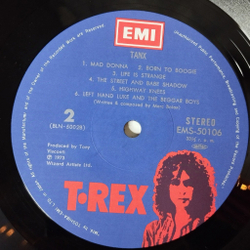 EMI
TANX
1. MAD DONNA 2. BORN TO BOOGIE
3. LIFE IS STRANGE
4. THE STREET AND BABE SHADOW
5. HIGHWAY KNEES
6. LEFT HAND LUKE AND THE BEGGAR BOYS
(Written & composed by Marc Bolan)
2
(BLN-5002B)
STEREO
EMS-50106
Produced by Tony
Visconti
℗ 1973
Wizard Artists Ltd.
T·REX